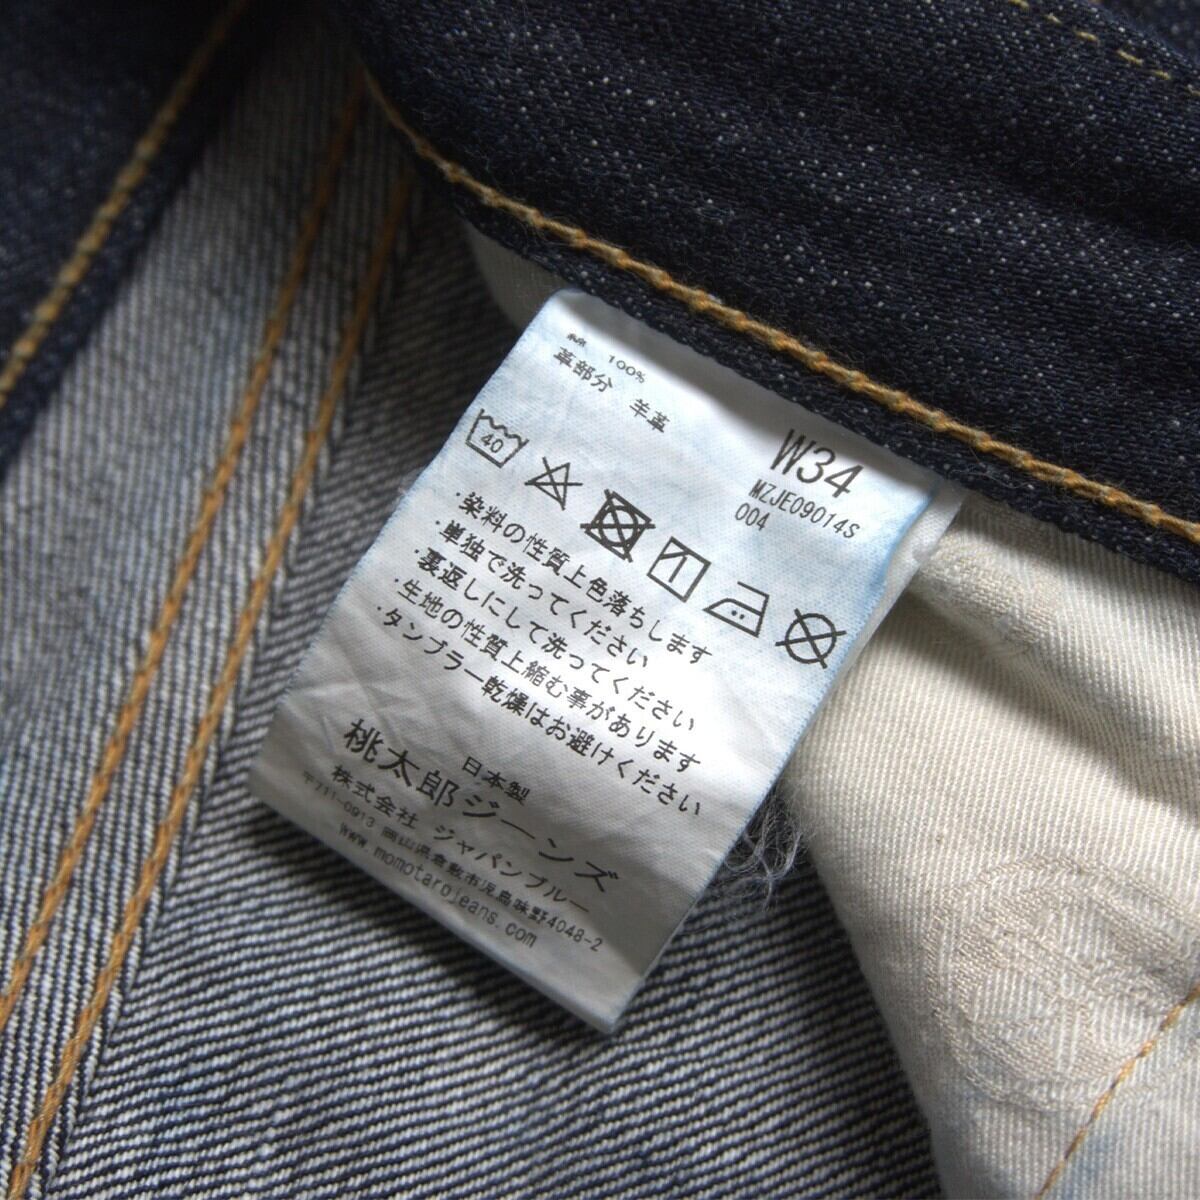 綿 100%
革部分 羊革
W34
MZJE09014S
004
40
・染料の性質上色落ちします
・単独で洗ってください
・裏返しにして洗ってください
・生地の性質上縮む事があります
・タンブラー乾燥はお避けください
日本製
桃太郎ジーンズ
株式会社 ジャパンブルー
〒711-0913 岡山県倉敷市児島味野4048-2
www.momotarojeans.com